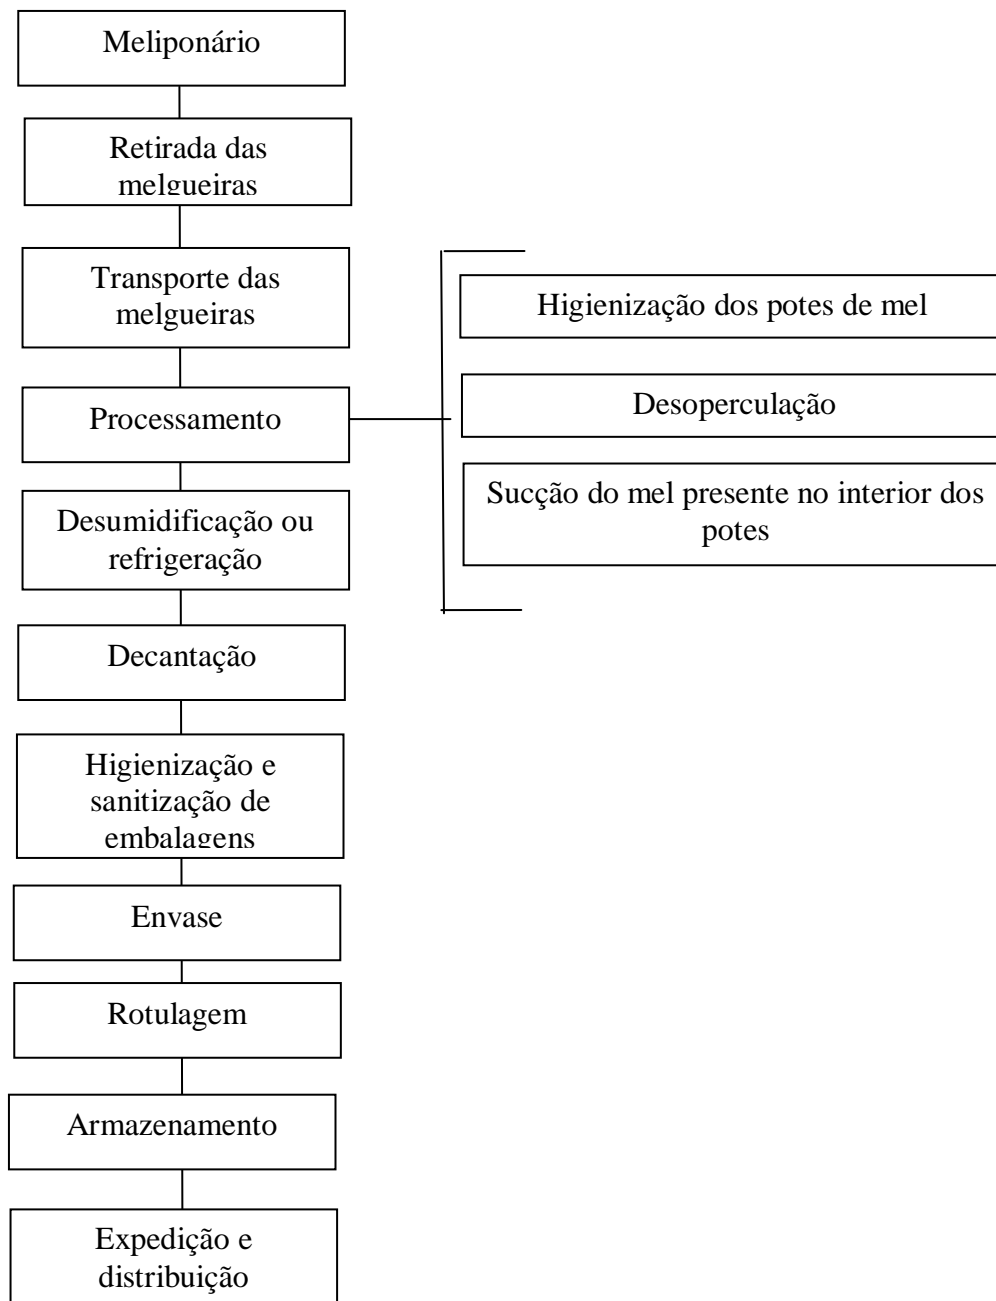 Meliponário
Retirada das
melgueiras
Transporte das
melgueiras
Processamento
Higienização dos potes de mel
Desoperculação
Sucção do mel presente no interior dos
potes
Desumidificação ou
refrigeração
Decantação
Higienização e
sanitização de
embalagens
Envase
Rotulagem
Armazenamento
Expedição e
distribuição